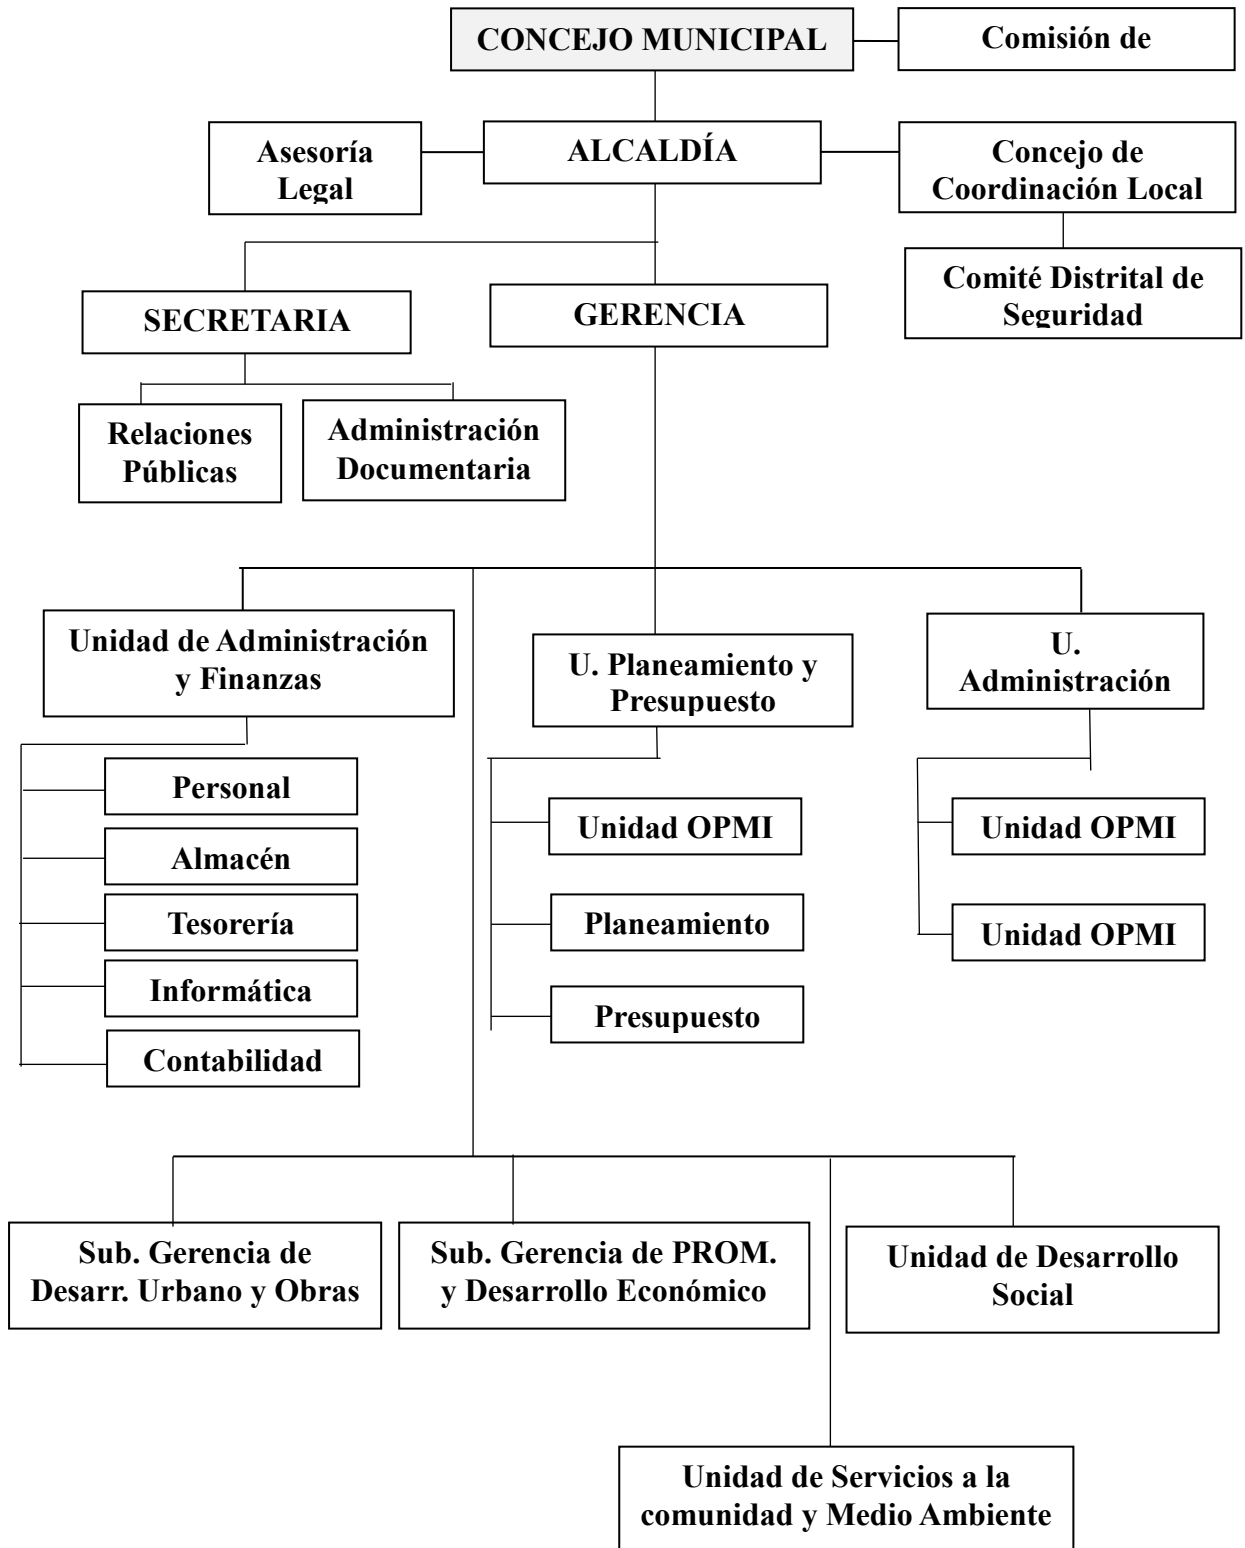 CONCEJO MUNICIPAL
Comisión de
Asesoría
Legal
ALCALDÍA
Concejo de
Coordinación Local
Comité Distrital de
Seguridad
SECRETARIA
GERENCIA
Relaciones
Públicas
Administración
Documentaria
Unidad de Administración
y Finanzas
U. Planeamiento y
Presupuesto
U.
Administración
Personal
Almacén
Tesorería
Informática
Contabilidad
Unidad OPMI
Planeamiento
Presupuesto
Unidad OPMI
Unidad OPMI
Sub. Gerencia de
Desarr. Urbano y Obras
Sub. Gerencia de PROM.
y Desarrollo Económico
Unidad de Desarrollo
Social
Unidad de Servicios a la
comunidad y Medio Ambiente